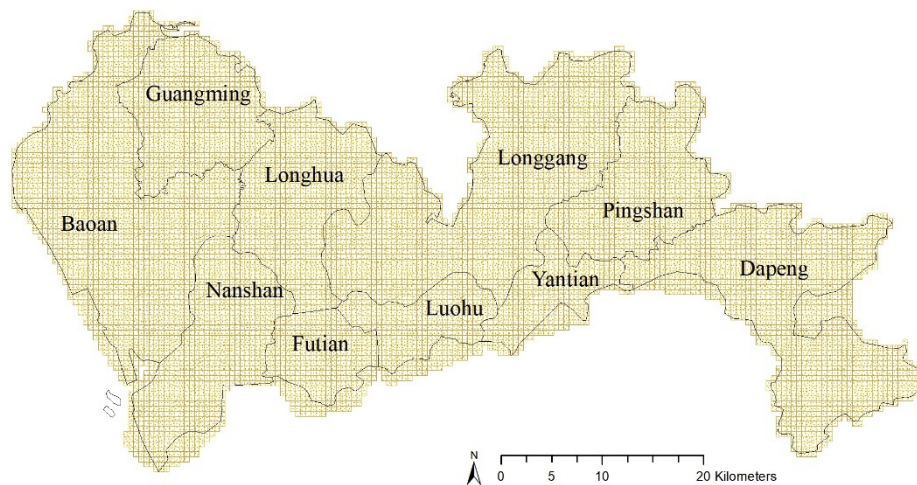 Guangming
Longhua
Longgang
Baoan
Pingshan
Dapeng
Nanshan
Yantian
Luohu
Futian
N
0 5 10 20 Kilometers